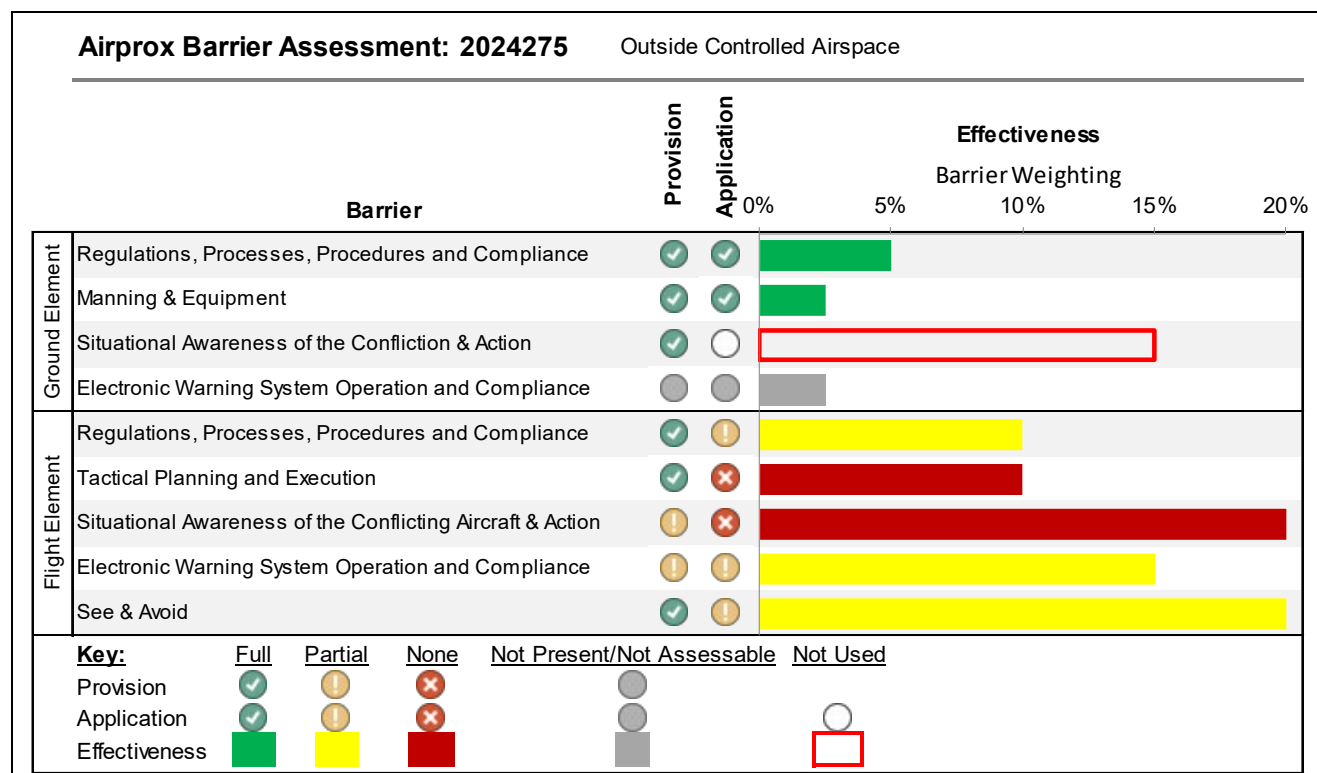 Airprox Barrier Assessment: 2024275 Outside Controlled Airspace
Barrier
Provision
Application
Effectiveness
Barrier Weighting
0% 5% 10% 15% 20%
Ground Element
Regulations, Processes, Procedures and Compliance
Manning & Equipment
Situational Awareness of the Confliction & Action
Electronic Warning System Operation and Compliance
Flight Element
Regulations, Processes, Procedures and Compliance
Tactical Planning and Execution
Situational Awareness of the Conflicting Aircraft & Action
Electronic Warning System Operation and Compliance
See & Avoid
Key: Full Partial None Not Present/Not Assessable Not Used
Provision
Application
Effectiveness